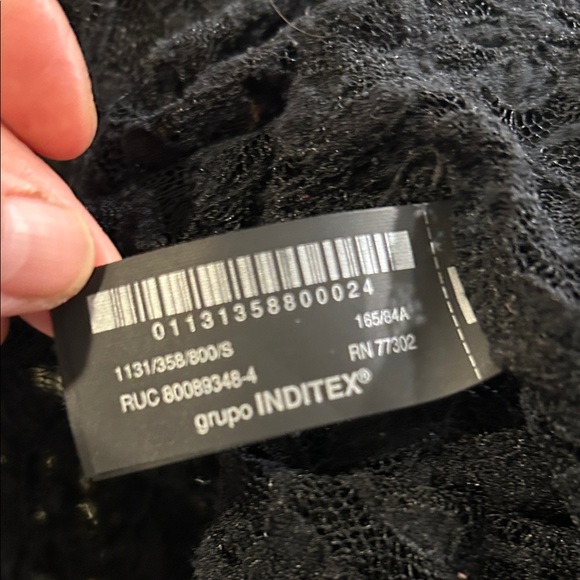 01131358800024
1131/358/800/S 165/84A
RUC 80089348-4 RN 77302
grupo INDITEX®